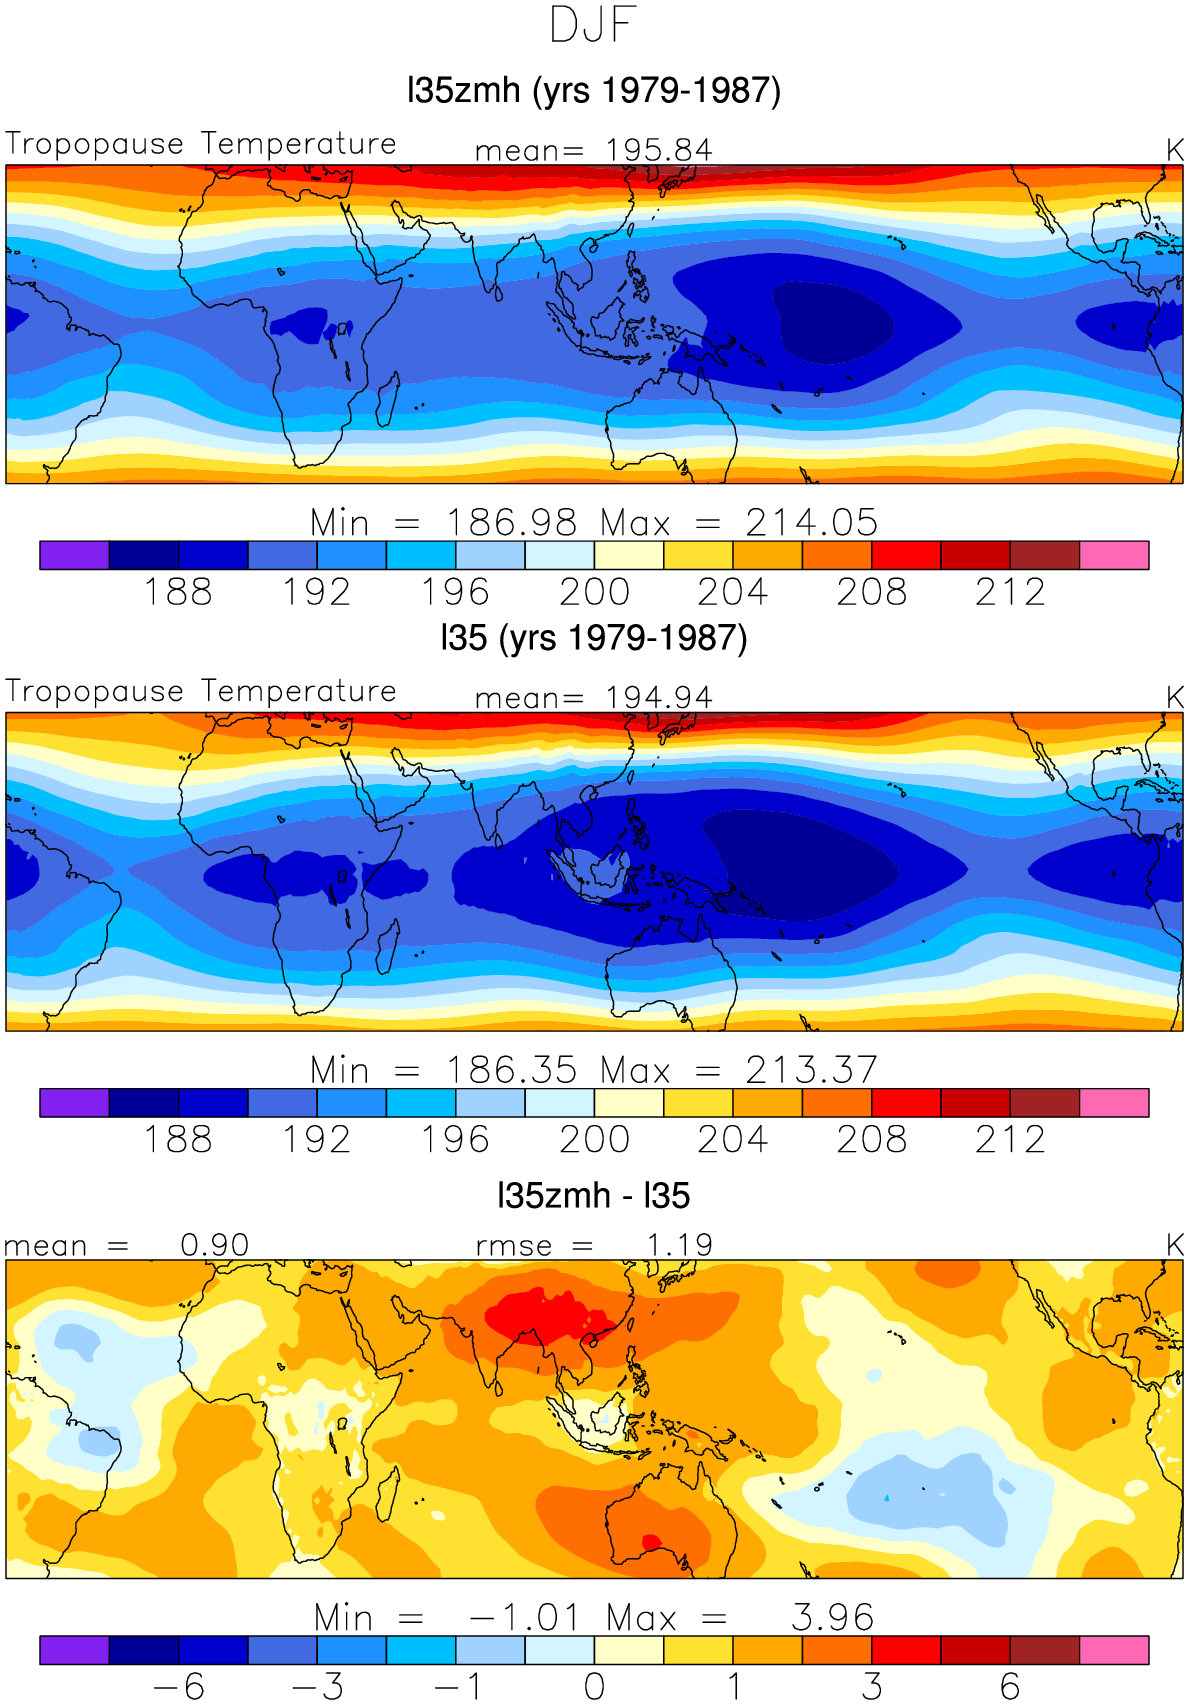 DJF
l35zmh (yrs 1979-1987)
Tropopause Temperature mean= 195.84 K
Min = 186.98 Max = 214.05
188 192 196 200 204 208 212
l35 (yrs 1979-1987)
Tropopause Temperature mean= 194.94 K
Min = 186.35 Max = 213.37
188 192 196 200 204 208 212
l35zmh - l35
mean = 0.90 rmse = 1.19 K
Min = -1.01 Max = 3.96
-6 -3 -1 0 1 3 6